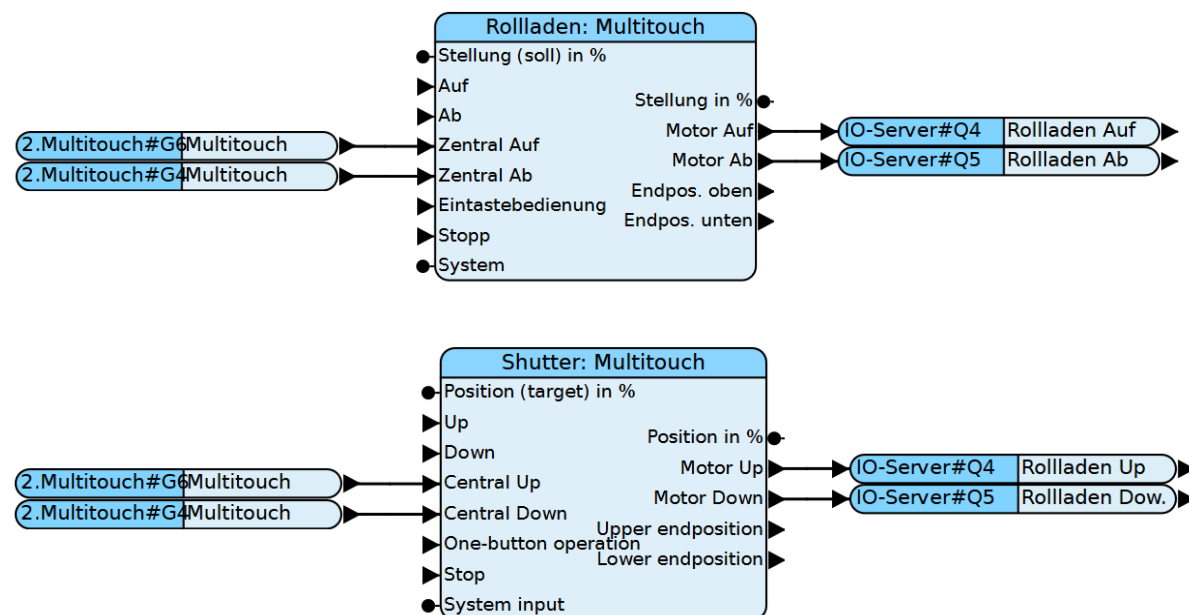 Rollladen: Multitouch
Stellung (soll) in %
Auf
Stellung in %
Ab
Motor Auf
IO-Server#Q4 Rollladen Auf
2.Multitouch#G6 Multitouch
Zentral Auf
Motor Ab
IO-Server#Q5 Rollladen Ab
2.Multitouch#G4 Multitouch
Zentral Ab
Endpos. oben
Eintastebedienung
Endpos. unten
Stopp
System
Shutter: Multitouch
Position (target) in %
Up
Position in %
Down
Motor Up
IO-Server#Q4 Rollladen Up
2.Multitouch#G6 Multitouch
Central Up
Motor Down
IO-Server#Q5 Rollladen Dow.
2.Multitouch#G4 Multitouch
Central Down
Upper endposition
One-button operation
Lower endposition
Stop
System input